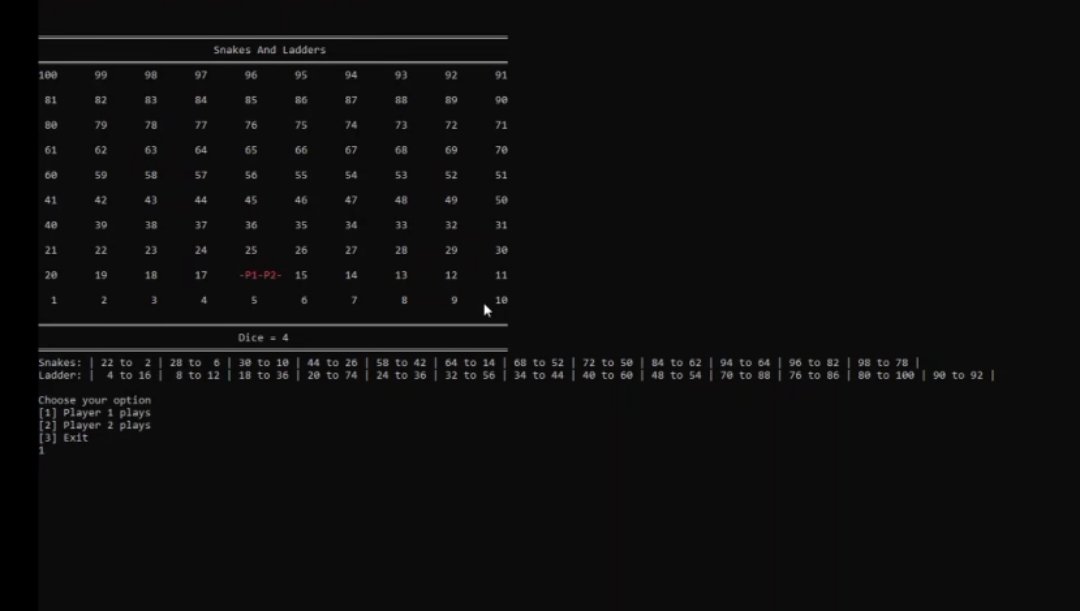 Snakes And Ladders
100 99 98 97 96 95 94 93 92 91
81 82 83 84 85 86 87 88 89 90
80 79 78 77 76 75 74 73 72 71
61 62 63 64 65 66 67 68 69 70
60 59 58 57 56 55 54 53 52 51
41 42 43 44 45 46 47 48 49 50
40 39 38 37 36 35 34 33 32 31
21 22 23 24 25 26 27 28 29 30
20 19 18 17 -P1-P2- 15 14 13 12 11
1 2 3 4 5 6 7 8 9 10
Dice = 4
Snakes: | 22 to 2 | 28 to 6 | 30 to 10 | 44 to 26 | 58 to 42 | 64 to 14 | 68 to 52 | 72 to 50 | 84 to 62 | 94 to 64 | 96 to 82 | 98 to 78 |
Ladder: | 4 to 16 | 8 to 12 | 18 to 36 | 20 to 74 | 24 to 36 | 32 to 56 | 34 to 44 | 40 to 60 | 48 to 54 | 70 to 88 | 76 to 86 | 80 to 100 | 90 to 92 |
Choose your option
[1] Player 1 plays
[2] Player 2 plays
[3] Exit
1